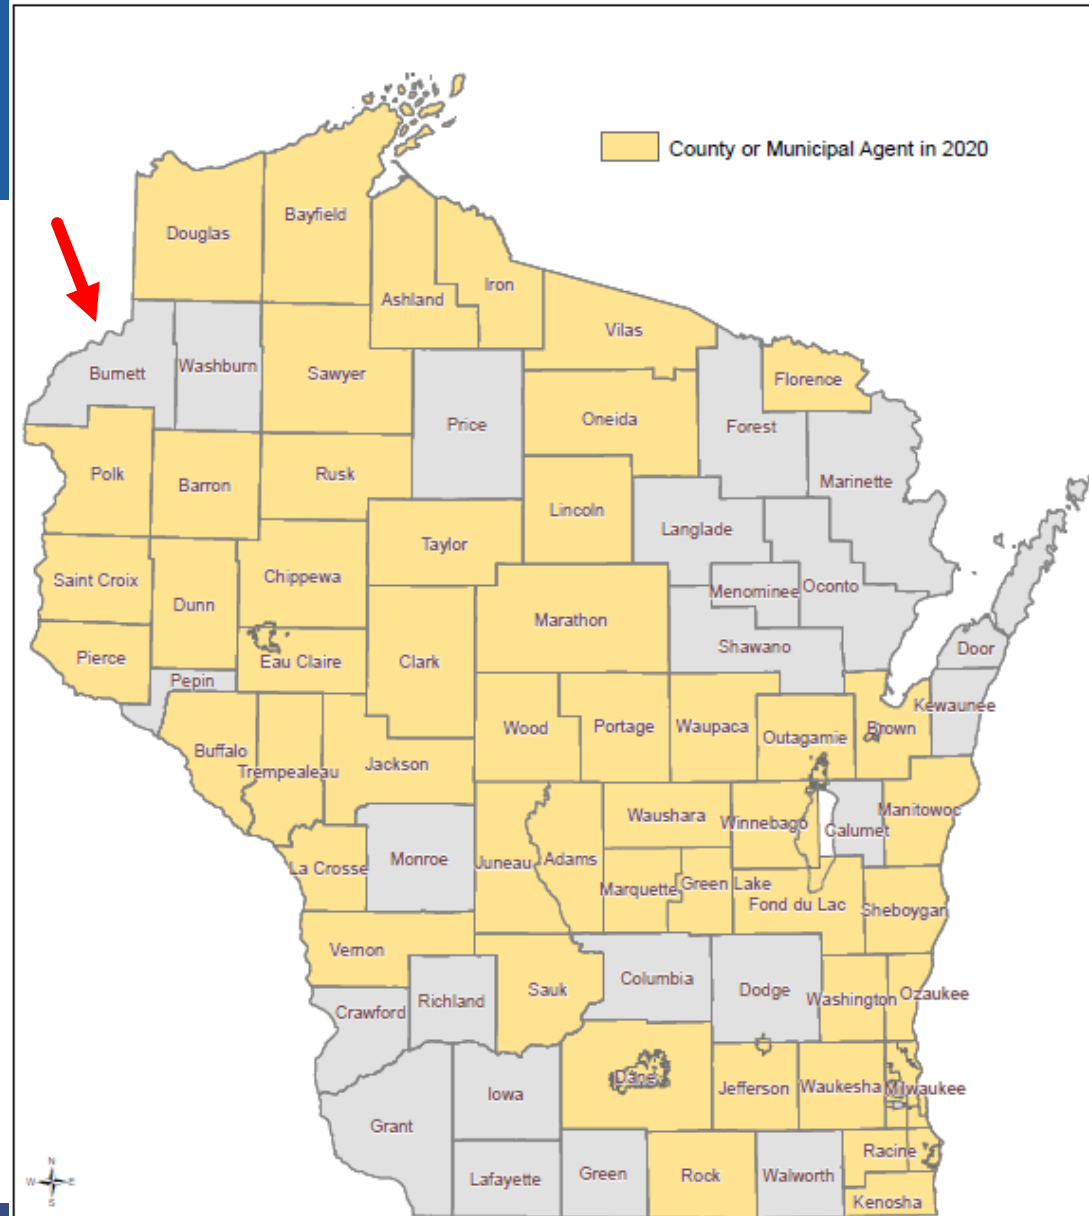 County or Municipal Agent in 2020
Bayfield
Douglas
Iron
Ashland
Vilas
Washburn
Burnett
Sawyer
Florence
Oneida
Price
Forest
Polk
Rusk
Barron
Marinette
Lincoln
Langlade
Taylor
Saint Croix
Chippewa
Menominee
Oconto
Dunn
Marathon
Shawano
Door
Pierce
Eau Claire
Clark
Pepin
Kewaunee
Wood
Portage
Waupaca
Brown
Outagamie
Buffalo
Jackson
Trempealeau
Manitowoc
Waushara
Winnebago
Calumet
Monroe
Juneau
Adams
La Crosse
Marquette
Green Lake
Fond du Lac
Sheboygan
Vernon
Columbia
Sauk
Dodge
Ozaukee
Washington
Richland
Crawford
Dane
Jefferson
Waukesha
Milwaukee
Iowa
Grant
Racine
Lafayette
Green
Rock
Walworth
Kenosha
N
W
E
S